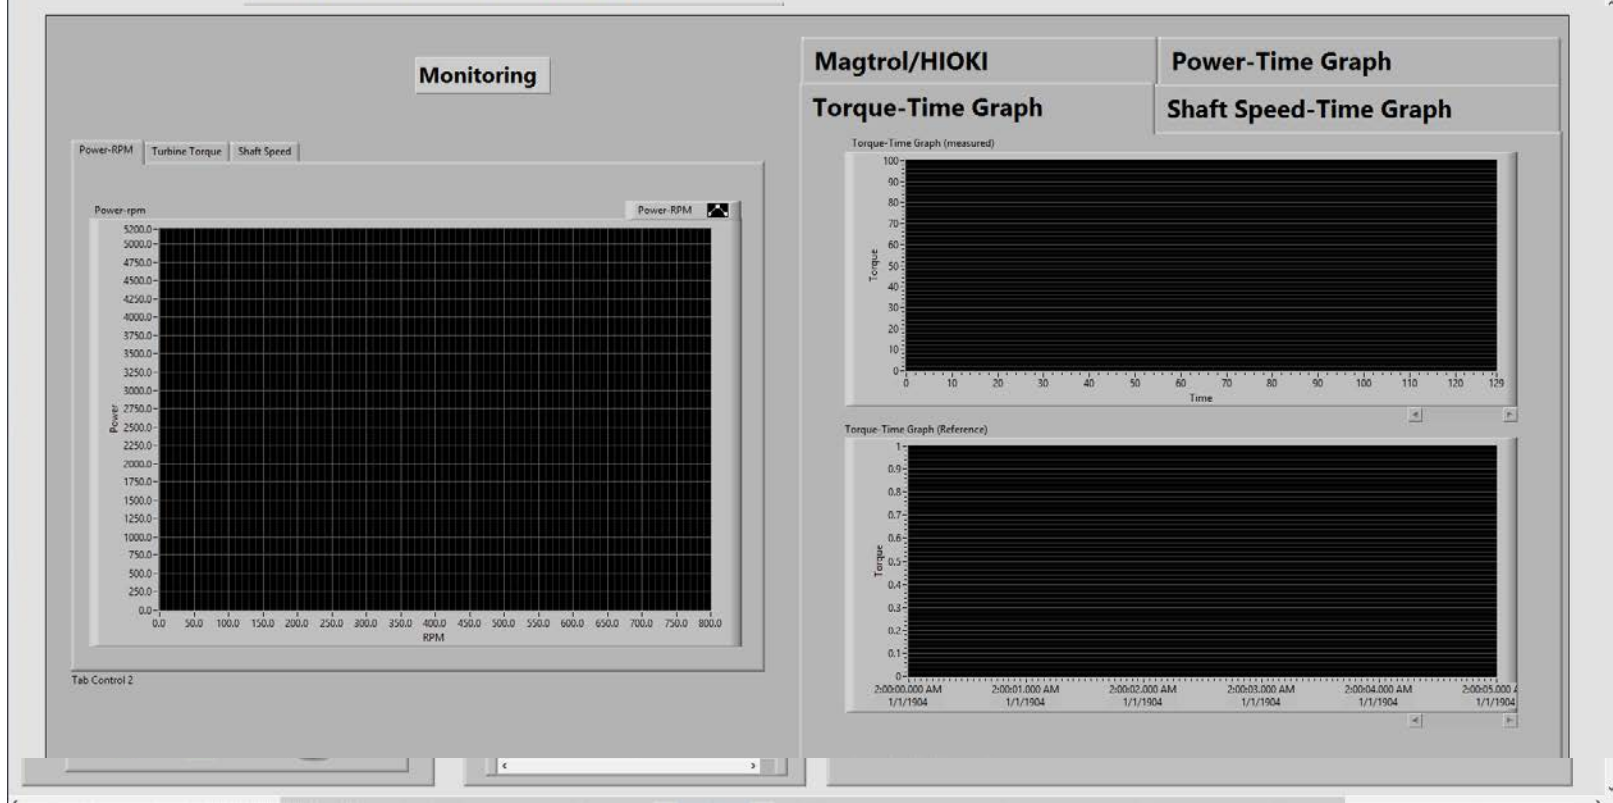 Monitoring
Magtrol/HIOKI
Power-Time Graph
Torque-Time Graph
Shaft Speed-Time Graph
Power-RPM
Turbine Torque
Shaft Speed
Power-rpm
Power-RPM
5200.0
5000.0
4750.0
4500.0
4250.0
4000.0
3750.0
3500.0
3250.0
3000.0
2750.0
2500.0
2250.0
2000.0
1750.0
1500.0
1250.0
1000.0
750.0
500.0
250.0
0.0
Power
0.0 50.0 100.0 150.0 200.0 250.0 300.0 350.0 400.0 450.0 500.0 550.0 600.0 650.0 700.0 750.0 800.0
RPM
Tab Control 2
Torque-Time Graph (measured)
100
90
80
70
60
50
40
30
20
10
0
Torque
0 10 20 30 40 50 60 70 80 90 100 110 120 129
Time
Torque-Time Graph (Reference)
1
0.9
0.8
0.7
0.6
0.5
0.4
0.3
0.2
0.1
0
Torque
2:00:00.000 AM 2:00:01.000 AM 2:00:02.000 AM 2:00:03.000 AM 2:00:04.000 AM 2:00:05.000
1/1/1904 1/1/1904 1/1/1904 1/1/1904 1/1/1904 1/1/1904